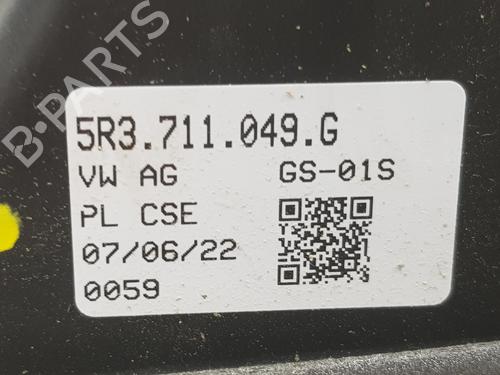 5R3.711.049.G
VW AG GS-01S
PL CSE
07/06/22
0059
B-PARTS